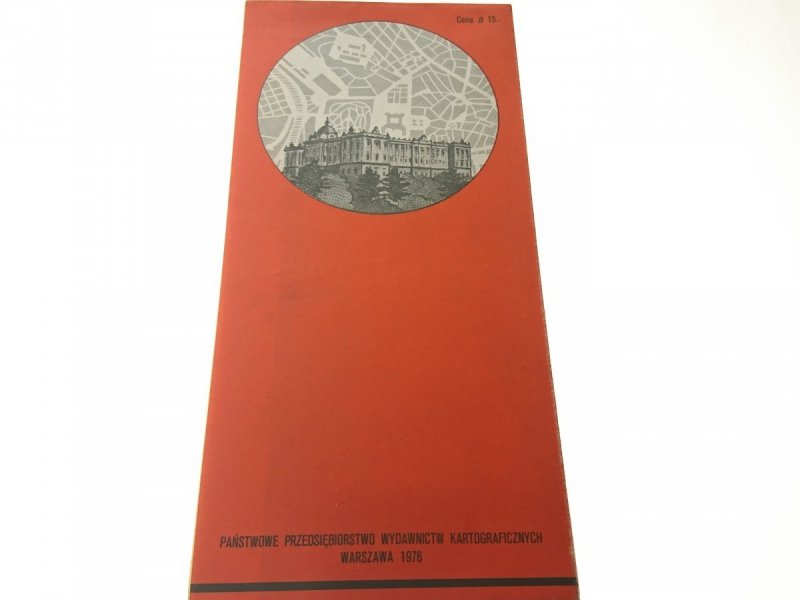 Cena zł 15.-
PAŃSTWOWE PRZEDSIĘBIORSTWO WYDAWNICTW KARTOGRAFICZNYCH
WARSZAWA 1976